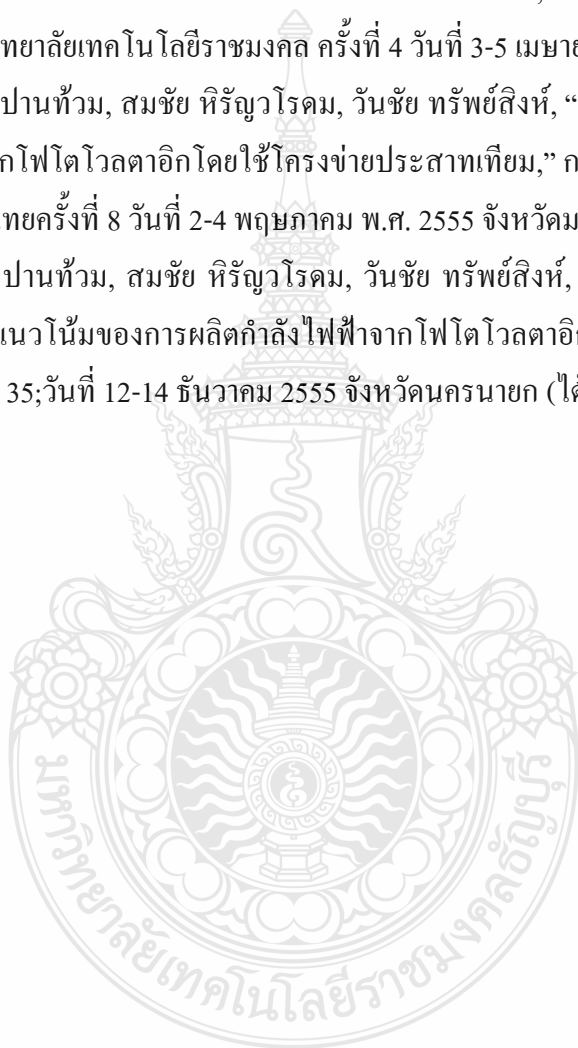 ทยาลัยเทคโนโลยีราชมงคล ครั้งที่ 4 วันที่ 3-5 เมษาย
ปานท้วม, สมชัย หิรัญวโรดม, วันชัย ทรัพย์สิงห์, “
กโฟโตโวลตาอิกโดยใช้โครงข่ายประสาทเทียม,” ก
ทยครั้งที่ 8 วันที่ 2-4 พฤษภาคม พ.ศ. 2555 จังหวัดม
ปานท้วม, สมชัย หิรัญวโรดม, วันชัย ทรัพย์สิงห์,
แนวโน้มของการผลิตกำลังไฟฟ้าจากโฟโตโวลตาอิก
35;วันที่ 12-14 ธันวาคม 2555 จังหวัดนครนายก (ได้
มหาวิทยาลัยเทคโนโลยีราชมงคลธัญบุรี